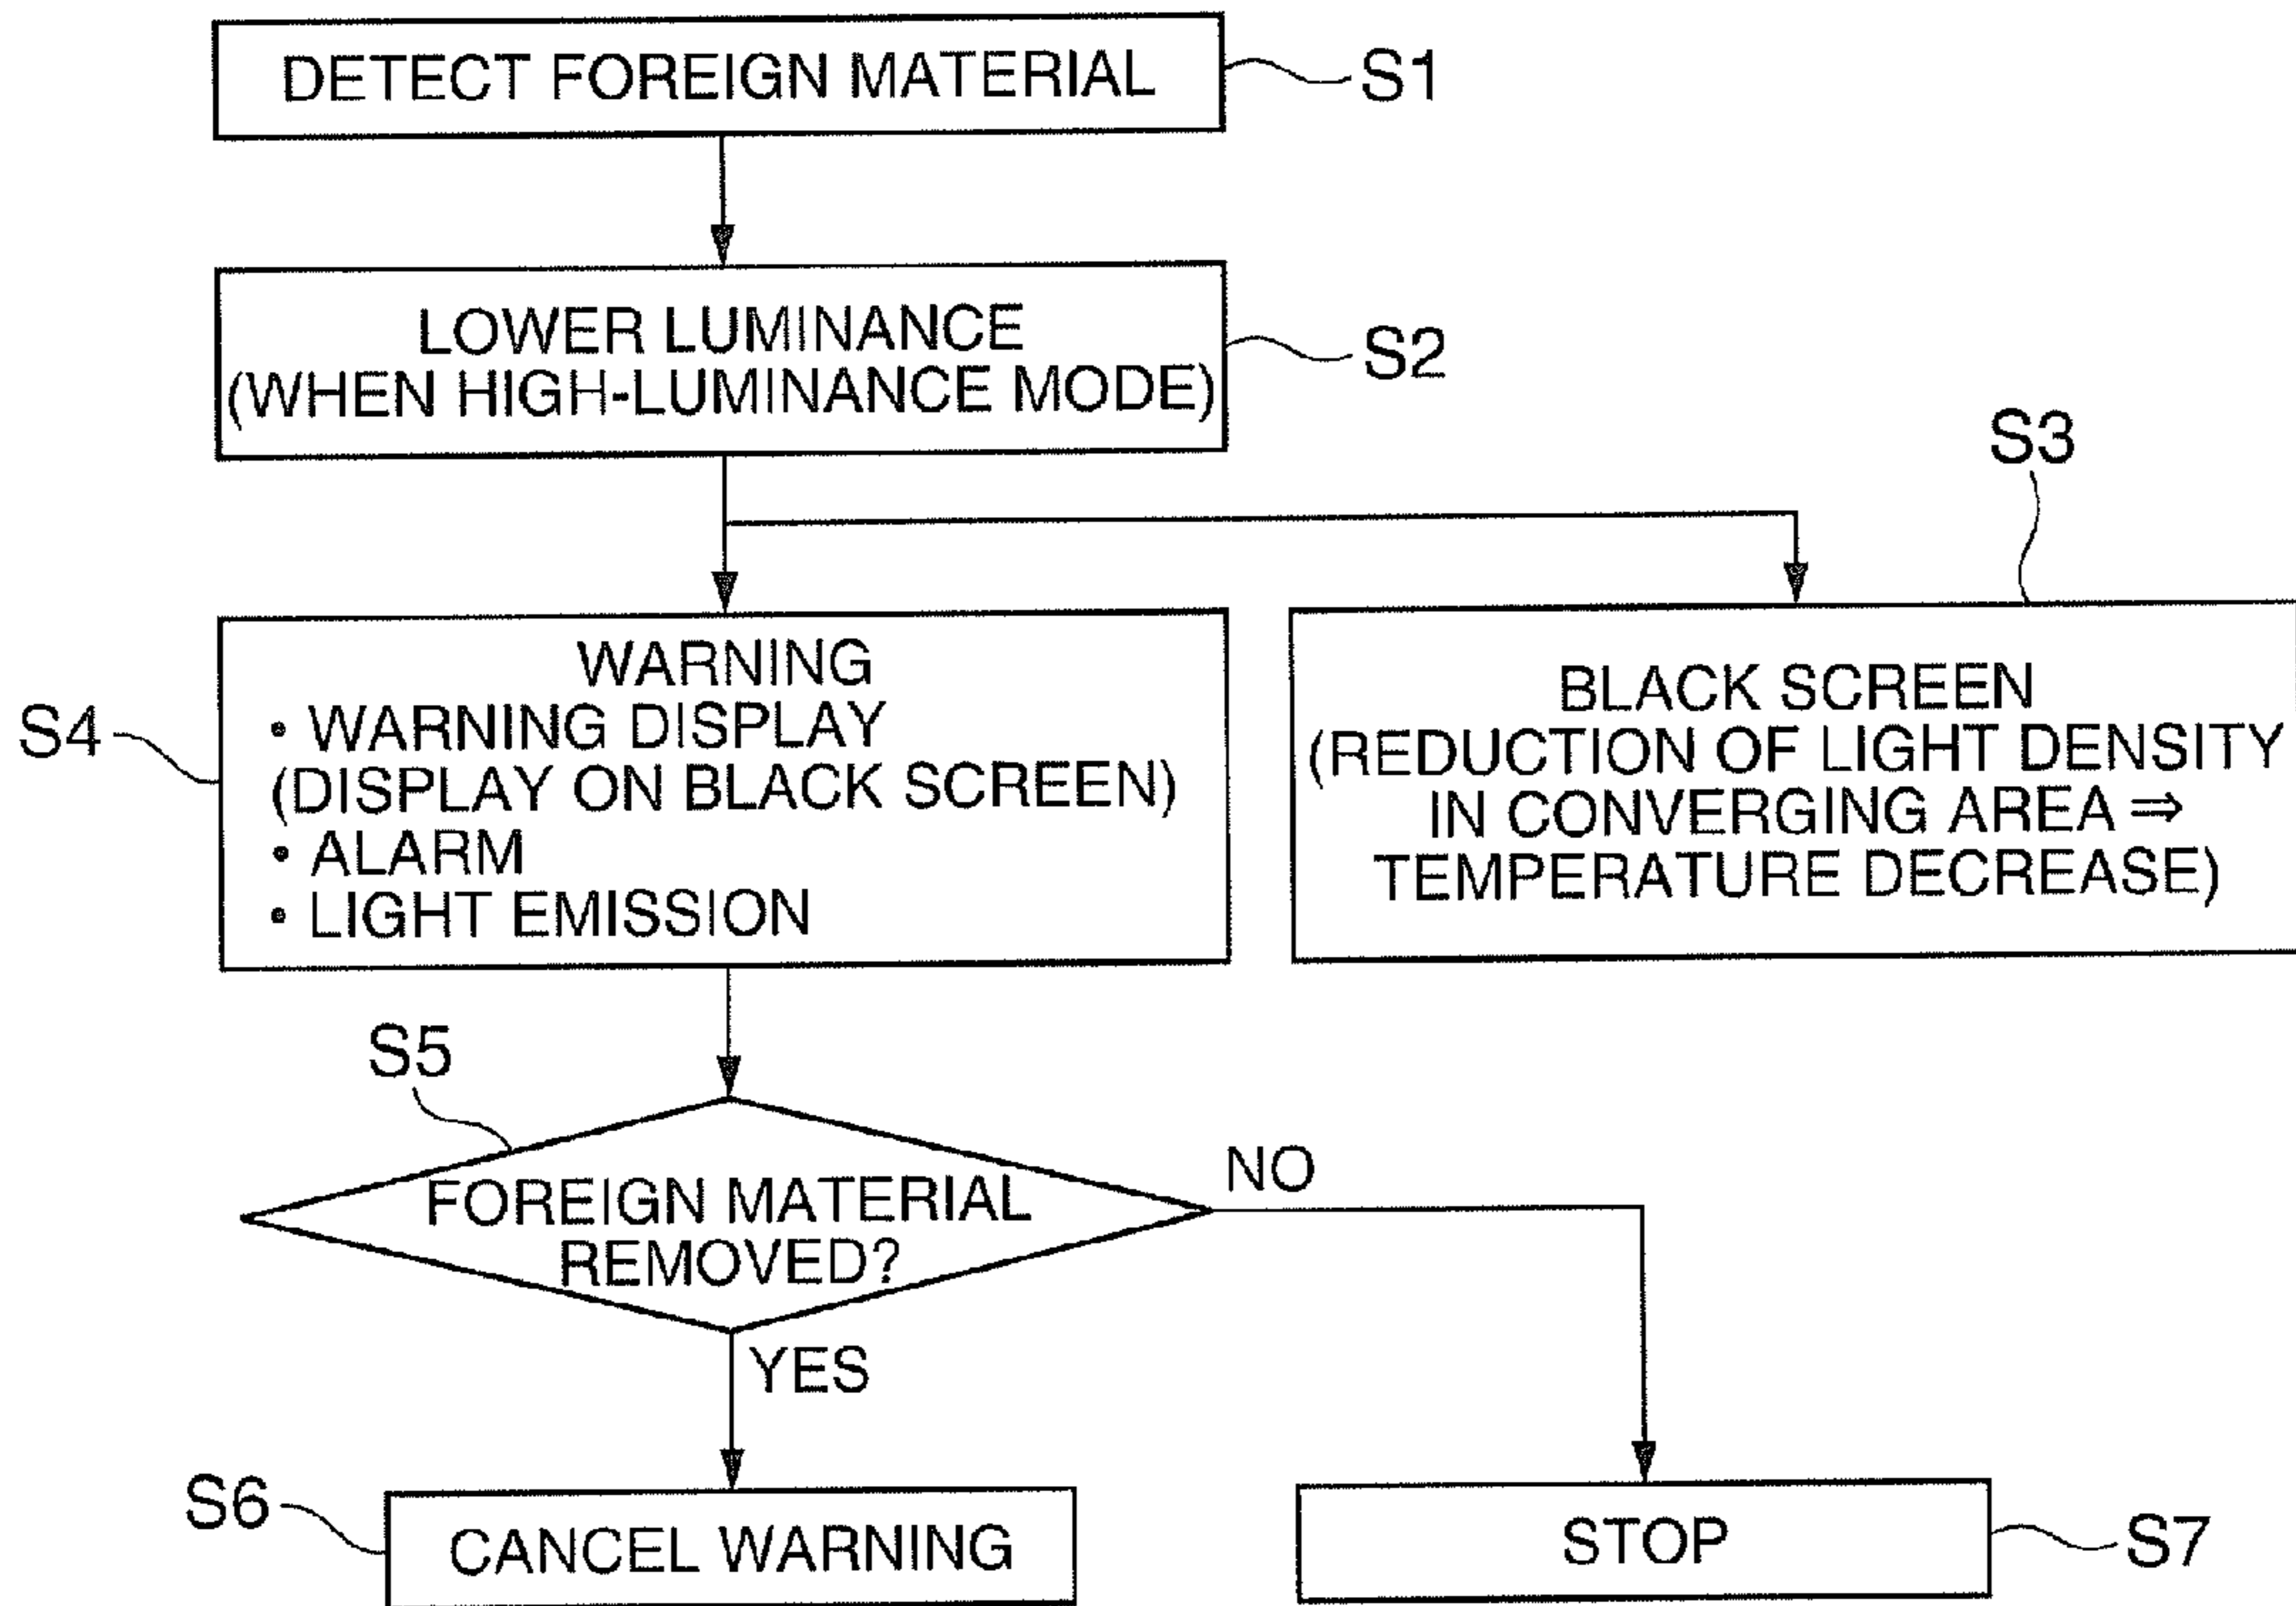 DETECT FOREIGN MATERIAL
S1
LOWER LUMINANCE
(WHEN HIGH-LUMINANCE MODE)
S2
S3
BLACK SCREEN
(REDUCTION OF LIGHT DENSITY
IN CONVERGING AREA ⇒
TEMPERATURE DECREASE)
S4
WARNING
• WARNING DISPLAY
(DISPLAY ON BLACK SCREEN)
• ALARM
• LIGHT EMISSION
S5
FOREIGN MATERIAL
REMOVED?
NO
YES
S6
CANCEL WARNING
STOP
S7